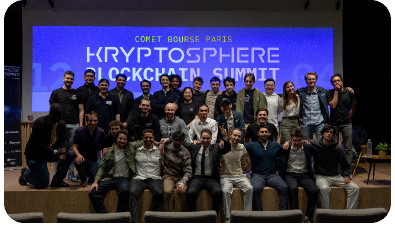 COMET BOURSE PARIS
KRYPTOSPHERE
BLOCKCHAIN SUMMIT